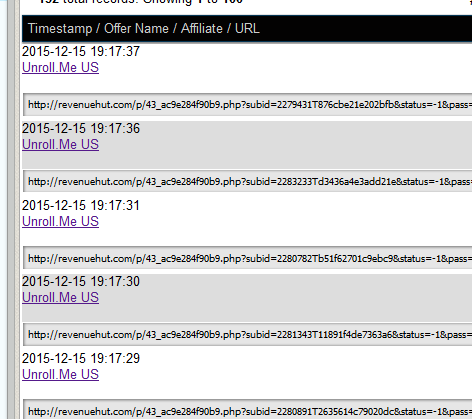 192 total records. Showing 1 to 100
Timestamp / Offer Name / Affiliate / URL
2015-12-15 19:17:37
Unroll.Me US
http://revenuehut.com/p/43_ac9e284f90b9.php?subid=2279431T876cbe21e202bfb&status=-1&pass=
2015-12-15 19:17:36
Unroll.Me US
http://revenuehut.com/p/43_ac9e284f90b9.php?subid=2283233Td3436a4e3add21e&status=-1&pass=
2015-12-15 19:17:31
Unroll.Me US
http://revenuehut.com/p/43_ac9e284f90b9.php?subid=2280782Tb51f62701c9ebc9&status=-1&pass=
2015-12-15 19:17:30
Unroll.Me US
http://revenuehut.com/p/43_ac9e284f90b9.php?subid=2281343T11891f4de7363a6&status=-1&pass=
2015-12-15 19:17:29
Unroll.Me US
http://revenuehut.com/p/43_ac9e284f90b9.php?subid=2280891T2635614c79020dc&status=-1&pass=